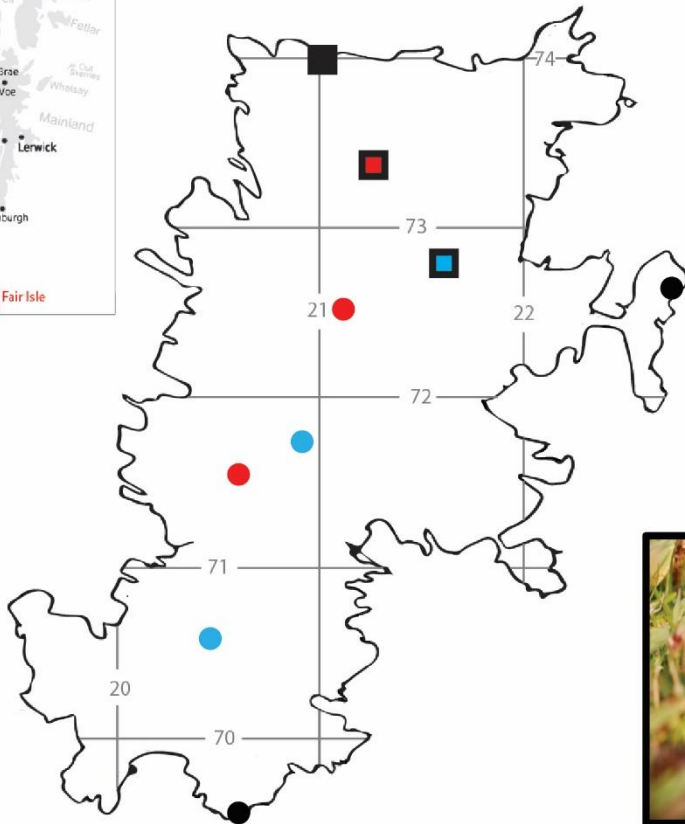 Fetlar
Out
Skerries
Brae
Voe
Whalsay
Mainland
Lerwick
Fair Isle
74
73
21
22
72
71
20
70